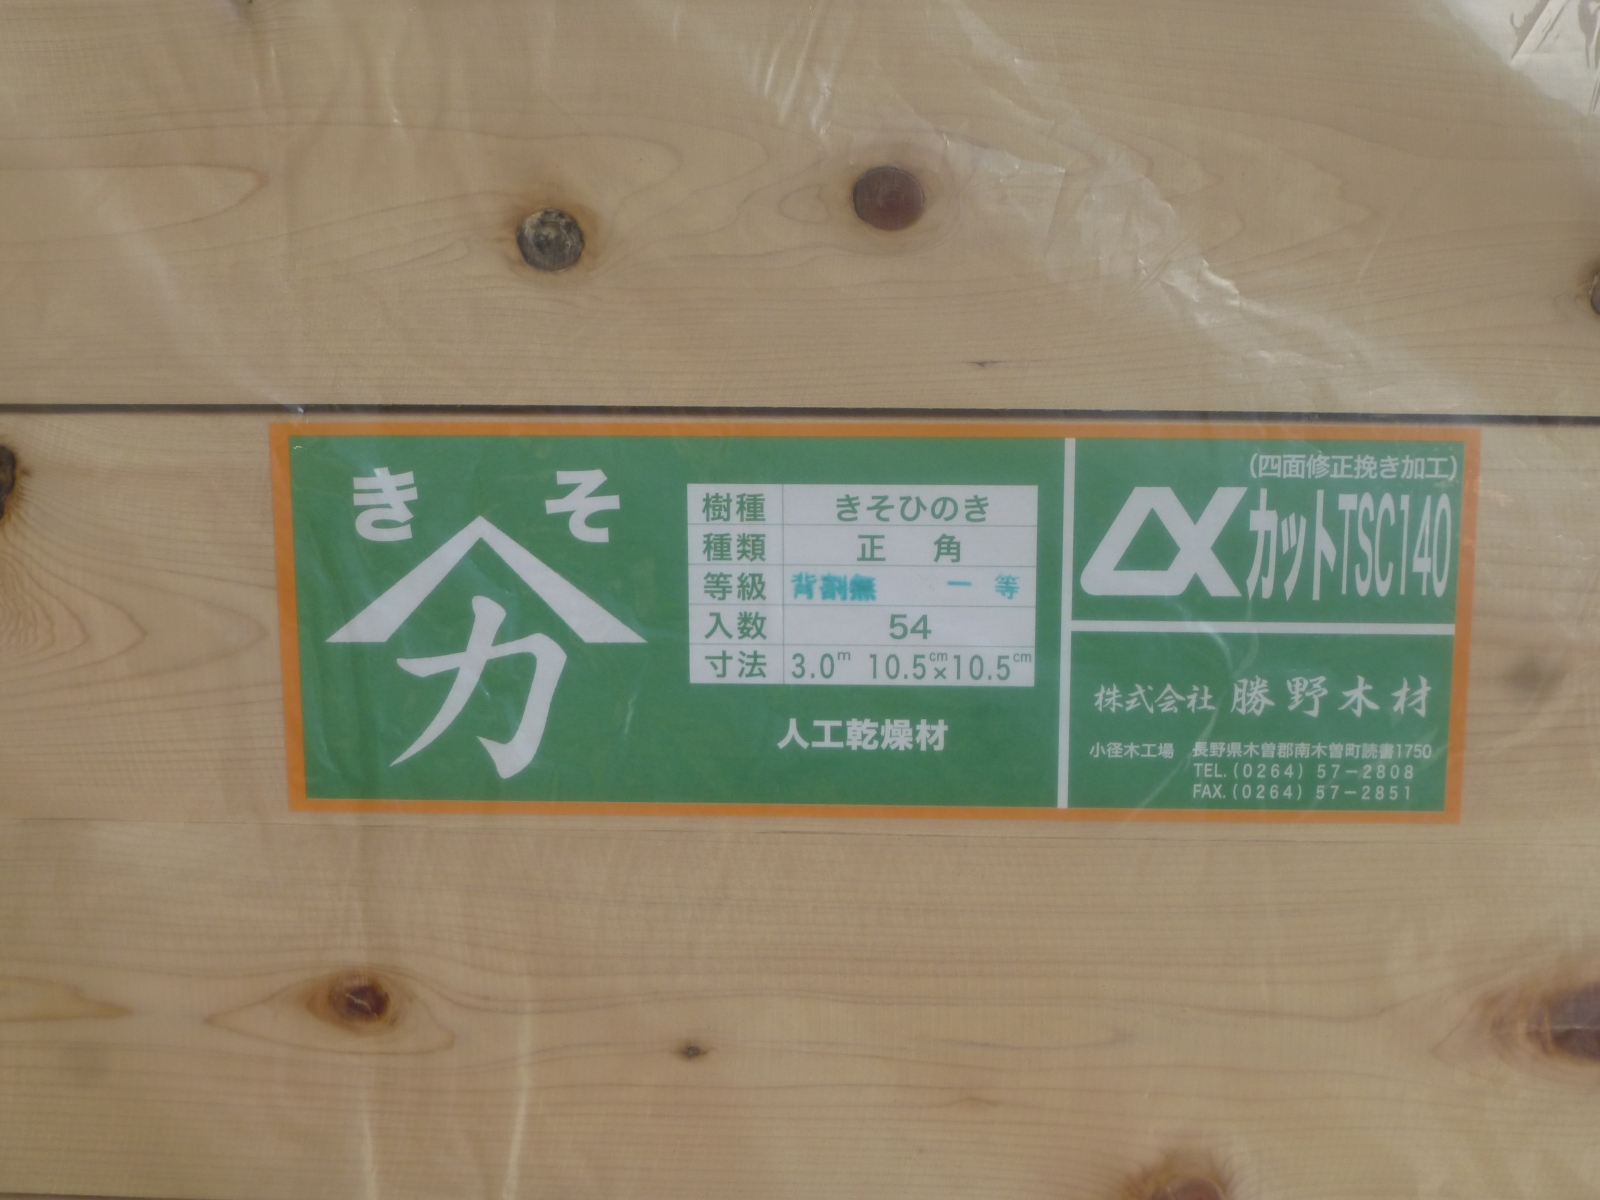 きそ
カ
樹種 きそひのき
種類 正 角
等級 背割無 一 等
入数 54
寸法 3.0m 10.5cm×10.5cm
人工乾燥材
(四面修正挽き加工)
αカットTSC140
株式会社 勝野木材
小径木工場 長野県木曽郡南木曽町読書1750
TEL.(0264) 57-2808
FAX.(0264) 57-2851